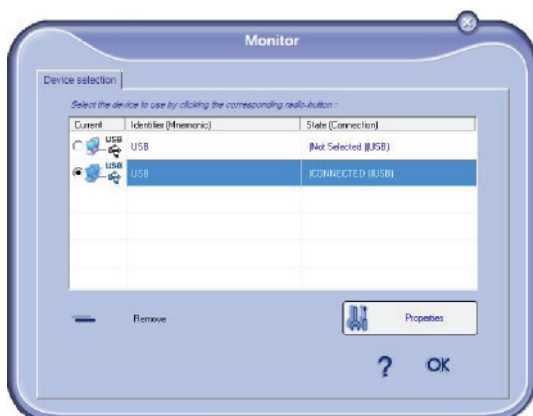 Monitor
Device selection
Select the device to use by clicking the corresponding radio-button :
Current Identifier (Mnemonic) State (Connection)
USB USB (Not Selected )(USB)
USB USB (CONNECTED )(USB)
Remove Properties
? OK